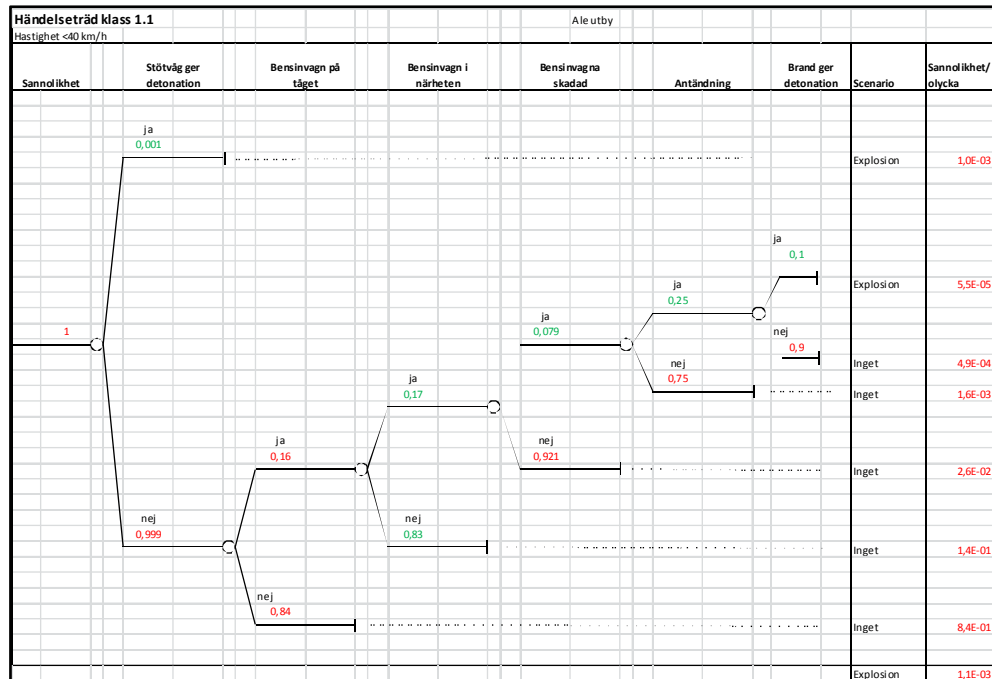 Händelseträd klass 1.1
Ale utby
Hastighet <40 km/h
Sannolikhet
Stötvåg ger detonation
Bensinvagn på tåget
Bensinvagn i närheten
Bensinvagna skadad
Antändning
Brand ger detonation
Scenario
Sannolikhet/ olycka
ja
0,001
Explosion
1,0E-03
ja
0,1
Explosion
5,5E-05
ja
0,25
ja
0,079
1
nej
0,9
Inget
4,9E-04
nej
0,75
Inget
1,6E-03
ja
0,17
ja
0,16
nej
0,921
Inget
2,6E-02
nej
0,999
nej
0,83
Inget
1,4E-01
nej
0,84
Inget
8,4E-01
Explosion
1,1E-03